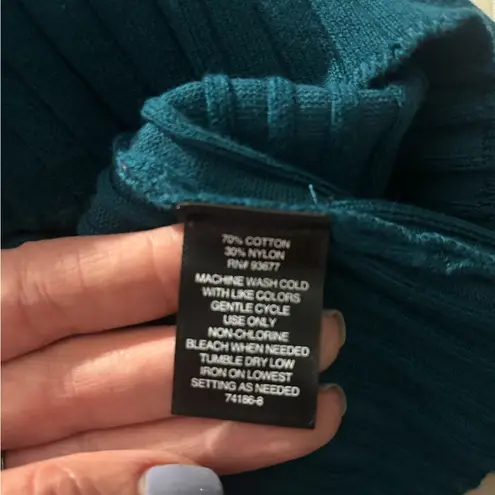 70% COTTON
30% NYLON
RN# 93677
MACHINE WASH COLD
WITH LIKE COLORS
GENTLE CYCLE
USE ONLY
NON-CHLORINE
BLEACH WHEN NEEDED
TUMBLE DRY LOW
IRON ON LOWEST
SETTING AS NEEDED
74186-8